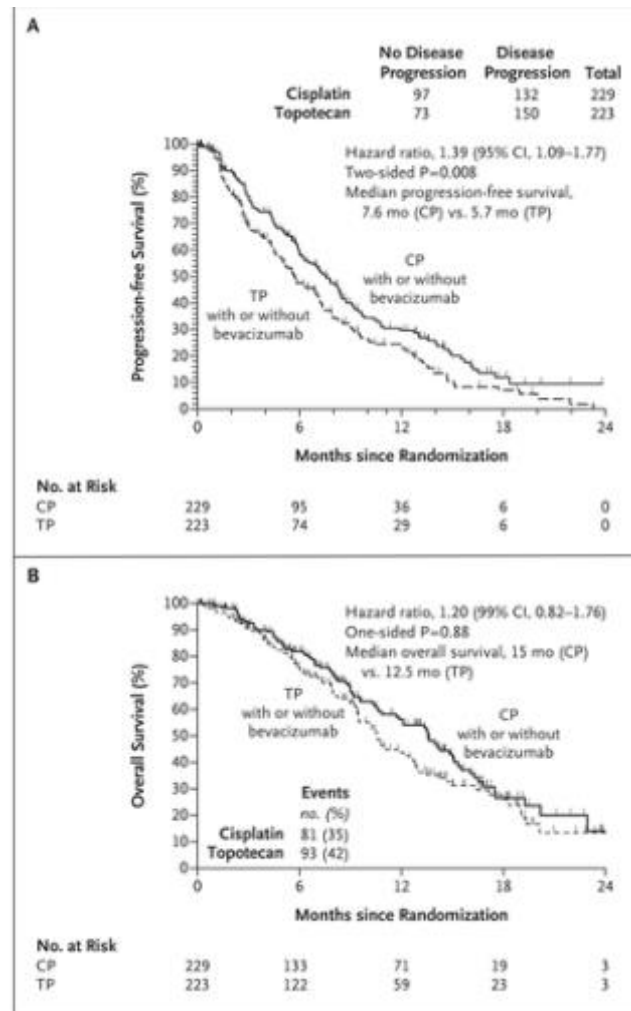 A
No Disease Progression Disease Progression Total
Cisplatin 97 132 229
Topotecan 73 150 223
Hazard ratio, 1.39 (95% CI, 1.09–1.77)
Two-sided P=0.008
Median progression-free survival,
7.6 mo (CP) vs. 5.7 mo (TP)
Progression-free Survival (%)
100
90
80
70
60
50
40
30
20
10
0
CP
with or without
bevacizumab
TP
with or without
bevacizumab
0 6 12 18 24
Months since Randomization
No. at Risk
CP 229 95 36 6 0
TP 223 74 29 6 0
B
Hazard ratio, 1.20 (99% CI, 0.82–1.76)
One-sided P=0.88
Median overall survival, 15 mo (CP)
vs. 12.5 mo (TP)
Overall Survival (%)
100
90
80
70
60
50
40
30
20
10
0
TP
with or without
bevacizumab
CP
with or without
bevacizumab
Events
no. (%)
Cisplatin 81 (35)
Topotecan 93 (42)
0 6 12 18 24
Months since Randomization
No. at Risk
CP 229 133 71 19 3
TP 223 122 59 23 3